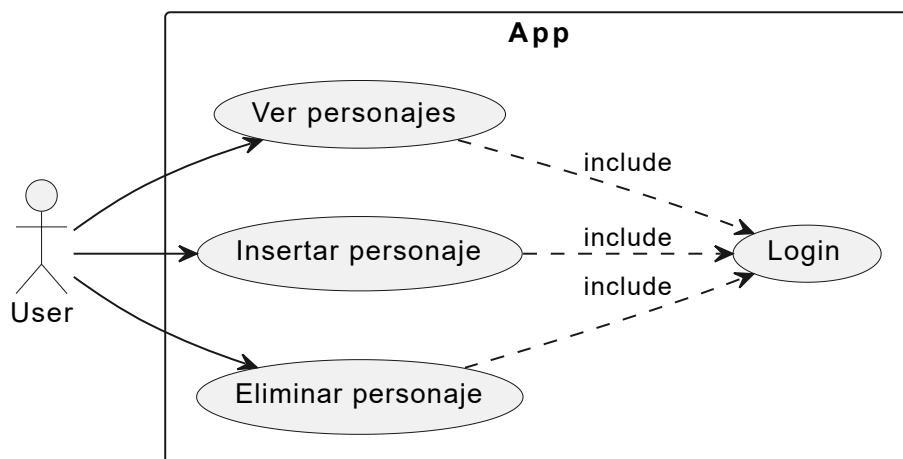 App
Ver personajes
include
Insertar personaje
include
Login
include
User
Eliminar personaje